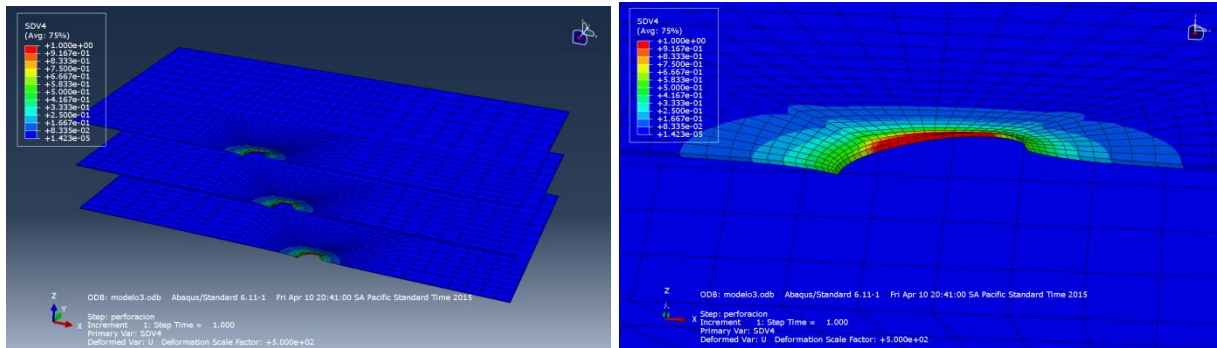 SDV4
(Avg: 75%)
+1.000e+00
+9.167e-01
+8.333e-01
+7.500e-01
+6.667e-01
+5.833e-01
+5.000e-01
+4.167e-01
+3.333e-01
+2.500e-01
+1.667e-01
+8.335e-02
+1.423e-05
Z
Y
X
ODB: modelo3.odb Abaqus/Standard 6.11-1 Fri Apr 10 20:41:00 SA Pacific Standard Time 2015
Step: perforacion
Increment 1: Step Time = 1.000
Primary Var: SDV4
Deformed Var: U Deformation Scale Factor: +5.000e+02
SDV4
(Avg: 75%)
+1.000e+00
+9.167e-01
+8.333e-01
+7.500e-01
+6.667e-01
+5.833e-01
+5.000e-01
+4.167e-01
+3.333e-01
+2.500e-01
+1.667e-01
+8.335e-02
+1.423e-05
Z
X
ODB: modelo3.odb Abaqus/Standard 6.11-1 Fri Apr 10 20:41:00 SA Pacific Standard Time 2015
Step: perforacion
Increment 1: Step Time = 1.000
Primary Var: SDV4
Deformed Var: U Deformation Scale Factor: +5.000e+02